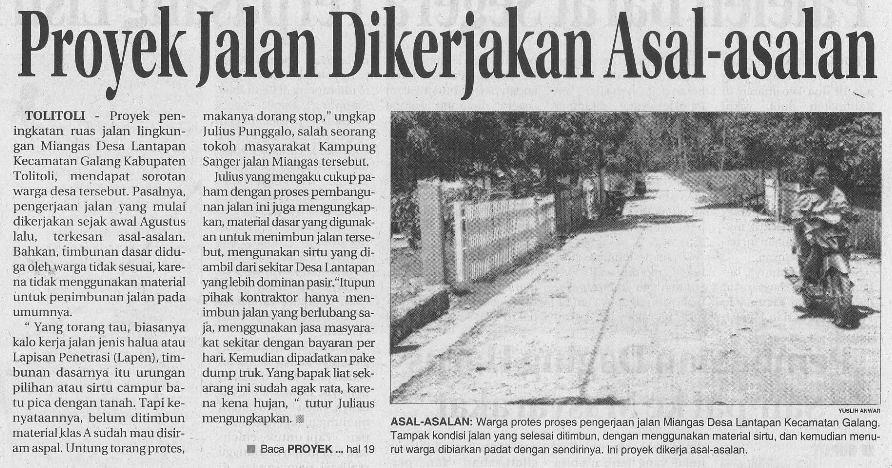 Proyek Jalan Dikerjakan Asal-asalan
TOLITOLI - Proyek pen-
ingkatan ruas jalan lingkun-
gan Miangas Desa Lantapan
Kecamatan Galang Kabupaten
Tolitoli, mendapat sorotan
warga desa tersebut. Pasalnya,
pengerjaan jalan yang mulai
dikerjakan sejak awal Agustus
lalu, terkesan asal-asalan.
Bahkan, timbunan dasar didu-
ga oleh warga tidak sesuai, kare-
na tidak menggunakan material
untuk penimbunan jalan pada
umumnya.
“ Yang torang tau, biasanya
kalo kerja jalan jenis halua atau
Lapisan Penetrasi (Lapen), tim-
bunan dasarnya itu urungan
pilihan atau sirtu campur ba-
tu pica dengan tanah. Tapi ke-
nyataannya, belum ditimbun
material klas A sudah mau disir-
am aspal. Untung torang protes,
makanya dorang stop,” ungkap
Julius Punggalo, salah seorang
tokoh masyarakat Kampung
Sanger jalan Miangas tersebut.
Julius yang mengaku cukup pa-
ham dengan proses pembangu-
nan jalan ini juga mengungkap-
kan, material dasar yang digunak-
an untuk menimbun jalan terse-
but, mengunakan sirtu yang di-
ambil dari sekitar Desa Lantapan
yang lebih dominan pasir.“Itupun
pihak kontraktor hanya men-
imbun jalan yang berlubang sa-
ja, menggunakan jasa masyara-
kat sekitar dengan bayaran per
hari. Kemudian dipadatkan pake
dump truk. Yang bapak liat sek-
arang ini sudah agak rata, kare-
na kena hujan, “ tutur Juliaus
mengungkapkan.
Baca PROYEK ... hal 19
YUSLIH ANWAR
ASAL-ASALAN: Warga protes proses pengerjaan jalan Miangas Desa Lantapan Kecamatan Galang.
Tampak kondisi jalan yang selesai ditimbun, dengan menggunakan material sirtu, dan kemudian menu-
rut warga dibiarkan padat dengan sendirinya. Ini proyek dikerja asal-asalan.